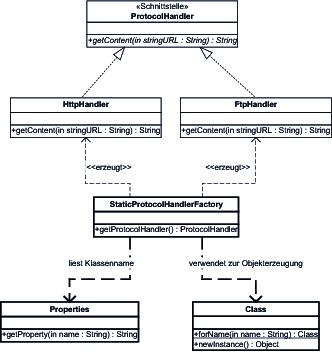 «Schnittstelle»
ProtocolHandler
+getContent(in stringURL : String) : String
HttpHandler
+getContent(in stringURL : String) : String
FtpHandler
+getContent(in stringURL : String) : String
<<erzeugt>>
<<erzeugt>>
StaticProtocolHandlerFactory
+getProtocolHandler() : ProtocolHandler
liest Klassenname
verwendet zur Objekterzeugung
Properties
+getProperty(in name : String) : String
Class
+forName(in name : String) : Class
+newInstance() : Object